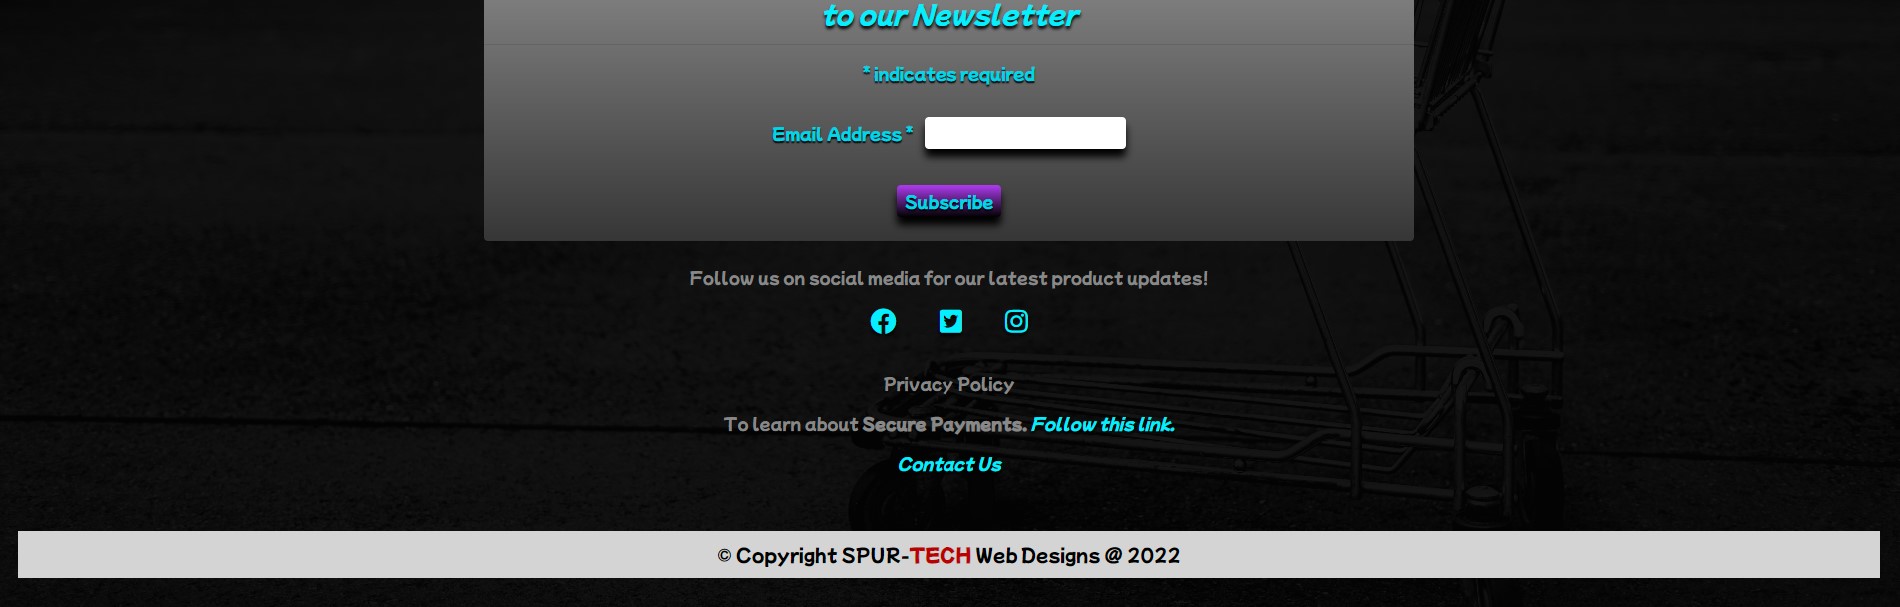 to our Newsletter
* indicates required
Email Address *
Subscribe
Follow us on social media for our latest product updates!
Privacy Policy
To learn about Secure Payments. Follow this link.
Contact Us
© Copyright SPUR-TECH Web Designs @ 2022